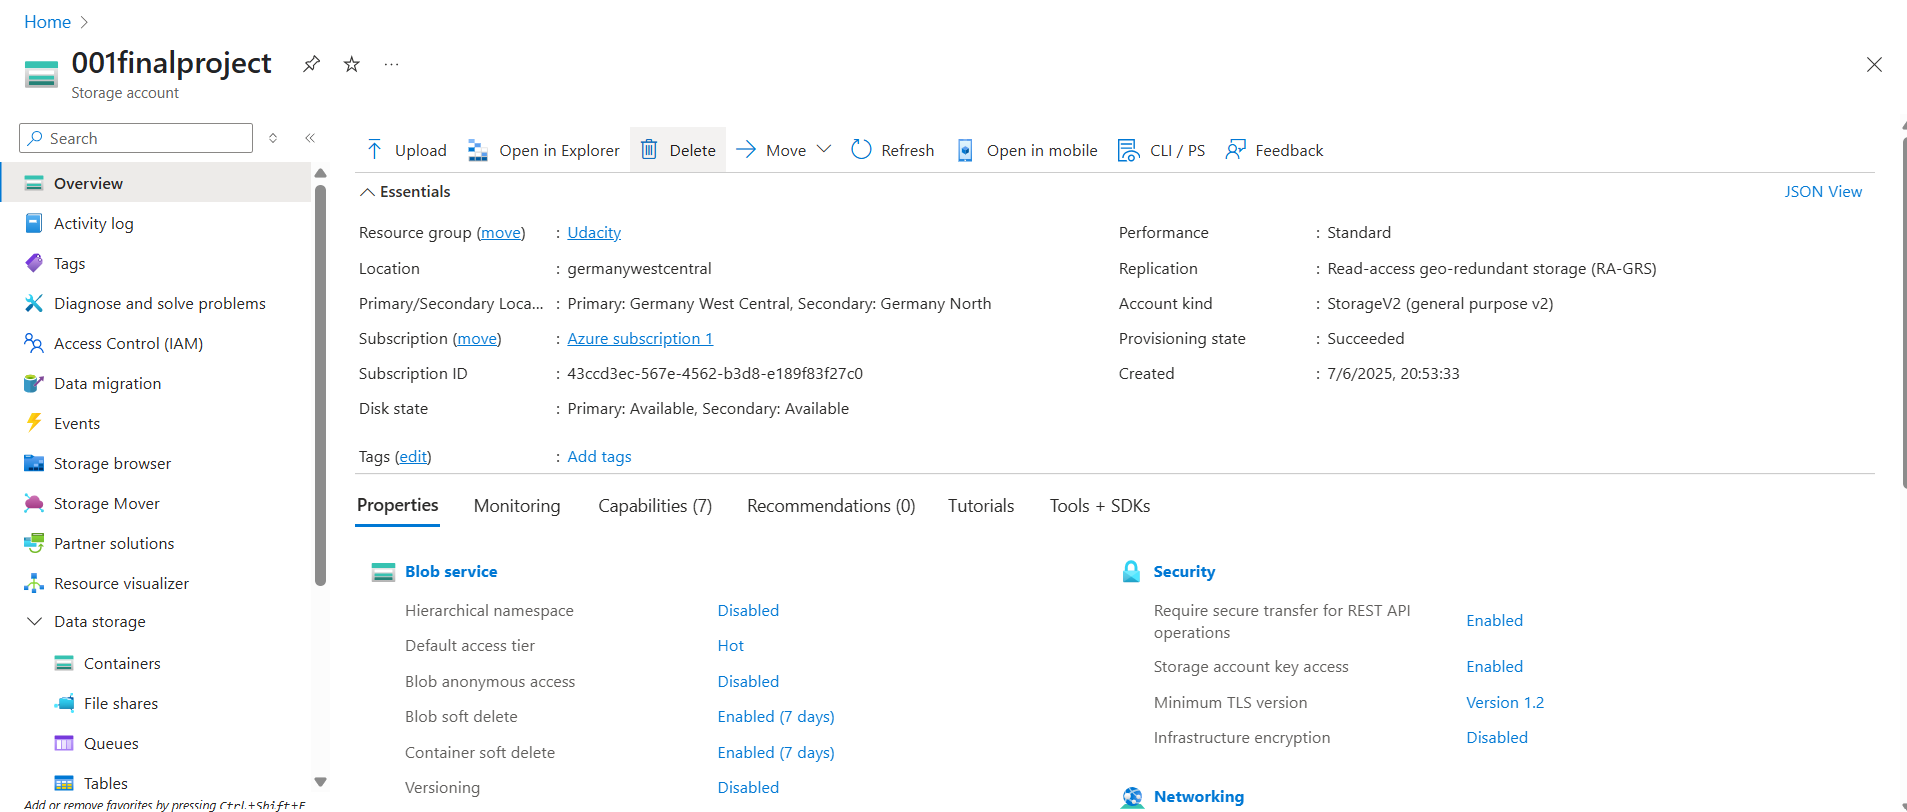 Home
001finalproject
Storage account
Search
Upload Open in Explorer Delete Move Refresh Open in mobile CLI / PS Feedback
Overview
Activity log
Tags
Diagnose and solve problems
Access Control (IAM)
Data migration
Events
Storage browser
Storage Mover
Partner solutions
Resource visualizer
Data storage
Containers
File shares
Queues
Tables
Add or remove favorites by pressing Ctrl+Shift+F
Essentials
JSON View
Resource group (move) : Udacity
Location : germanywestcentral
Primary/Secondary Loca... : Primary: Germany West Central, Secondary: Germany North
Subscription (move) : Azure subscription 1
Subscription ID : 43ccd3ec-567e-4562-b3d8-e189f83f27c0
Disk state : Primary: Available, Secondary: Available
Tags (edit) : Add tags
Performance : Standard
Replication : Read-access geo-redundant storage (RA-GRS)
Account kind : StorageV2 (general purpose v2)
Provisioning state : Succeeded
Created : 7/6/2025, 20:53:33
Properties Monitoring Capabilities (7) Recommendations (0) Tutorials Tools + SDKs
Blob service
Hierarchical namespace Disabled
Default access tier Hot
Blob anonymous access Disabled
Blob soft delete Enabled (7 days)
Container soft delete Enabled (7 days)
Versioning Disabled
Security
Require secure transfer for REST API
operations Enabled
Storage account key access Enabled
Minimum TLS version Version 1.2
Infrastructure encryption Disabled
Networking